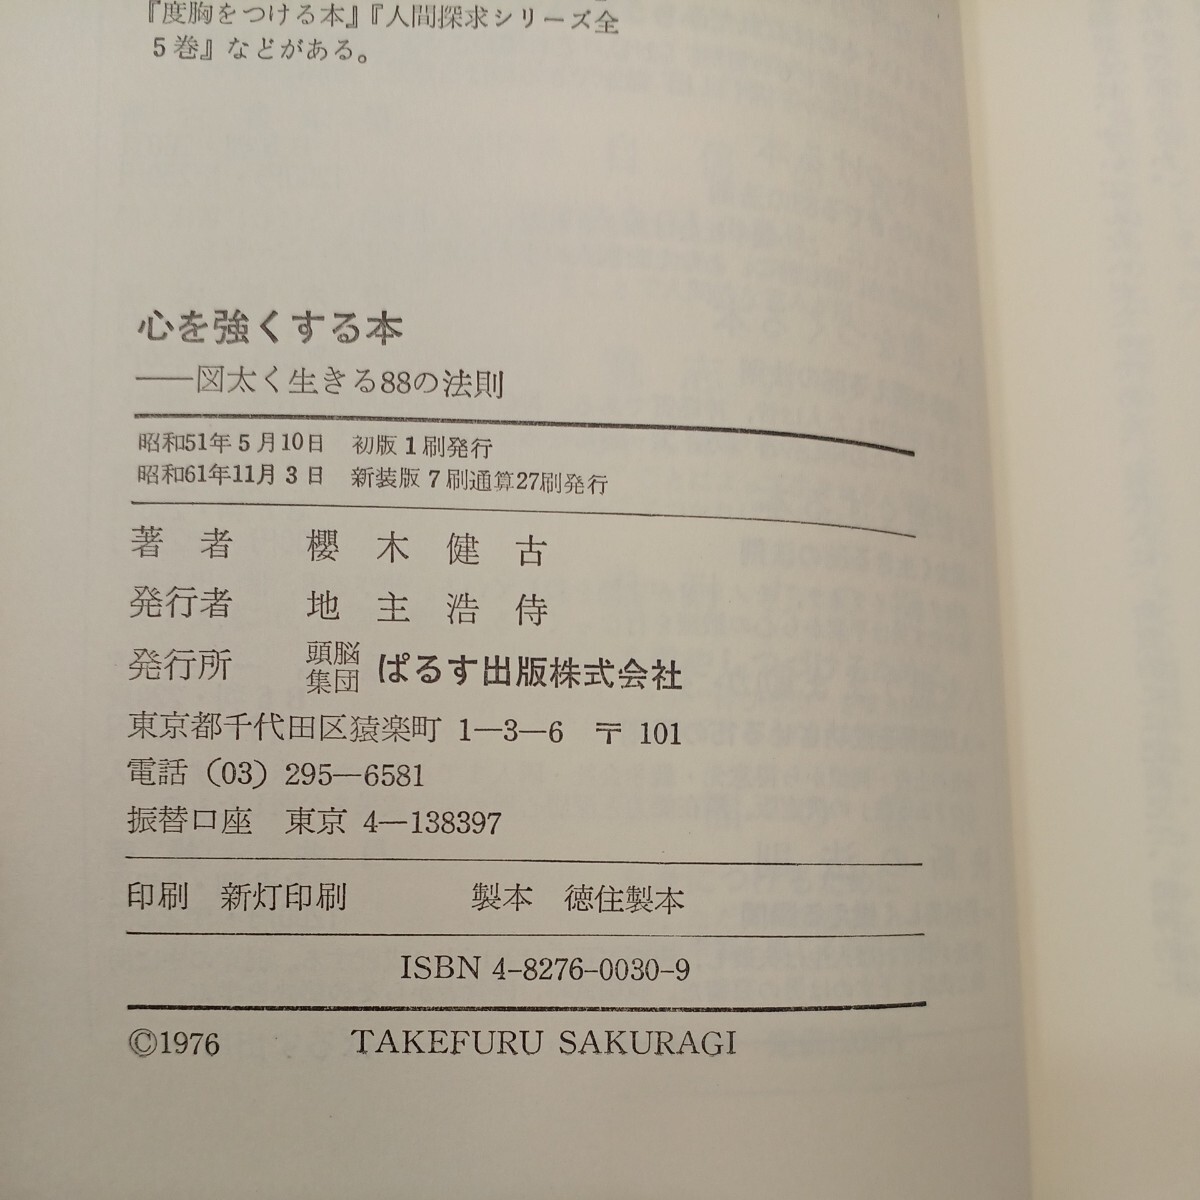 『度胸をつける本』『人間探求シリーズ全
5巻』などがある。
心を強くする本
――図太く生きる88の法則
昭和51年5月10日 初版1刷発行
昭和61年11月3日 新装版7刷通算27刷発行
著者 櫻木健古
発行者 地主浩侍
発行所 頭脳集団 ぱるす出版株式会社
東京都千代田区猿楽町1―3―6 〒101
電話(03)295―6581
振替口座 東京4―138397
印刷 新灯印刷 製本 徳住製本
ISBN 4-8276-0030-9
©1976 TAKEFURU SAKURAGI